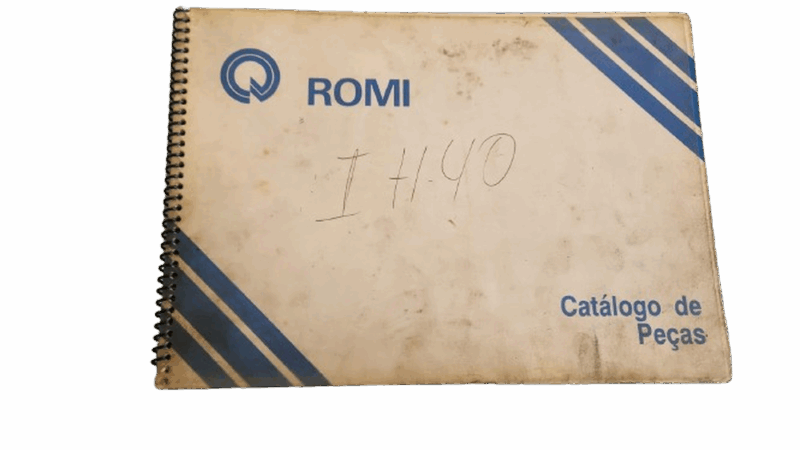 ROMI
I H-40
Catálogo de
Peças